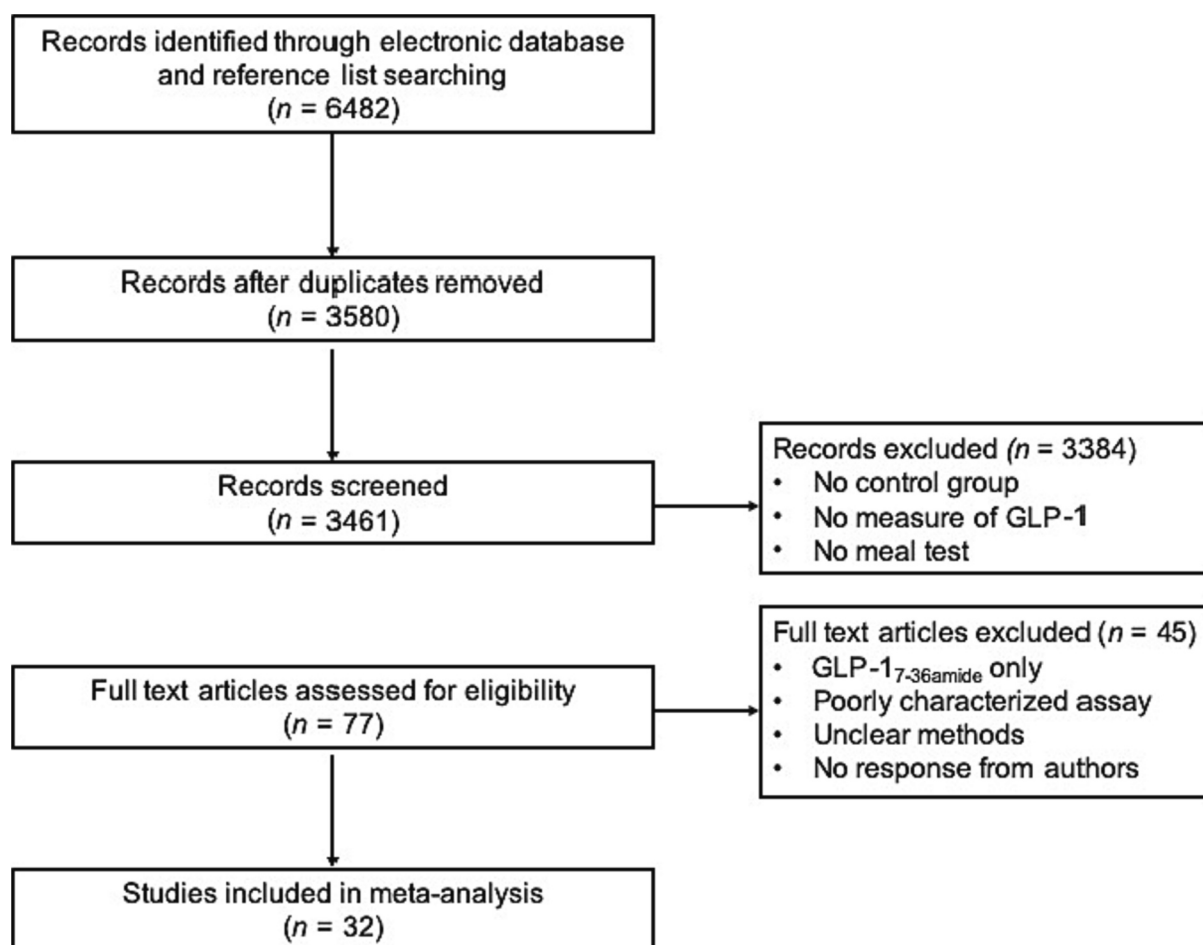 Records identified through electronic database
and reference list searching
(n = 6482)
Records after duplicates removed
(n = 3580)
Records screened
(n = 3461)
Records excluded (n = 3384)
• No control group
• No measure of GLP-1
• No meal test
Full text articles assessed for eligibility
(n = 77)
Full text articles excluded (n = 45)
• GLP-17-36amide only
• Poorly characterized assay
• Unclear methods
• No response from authors
Studies included in meta-analysis
(n = 32)